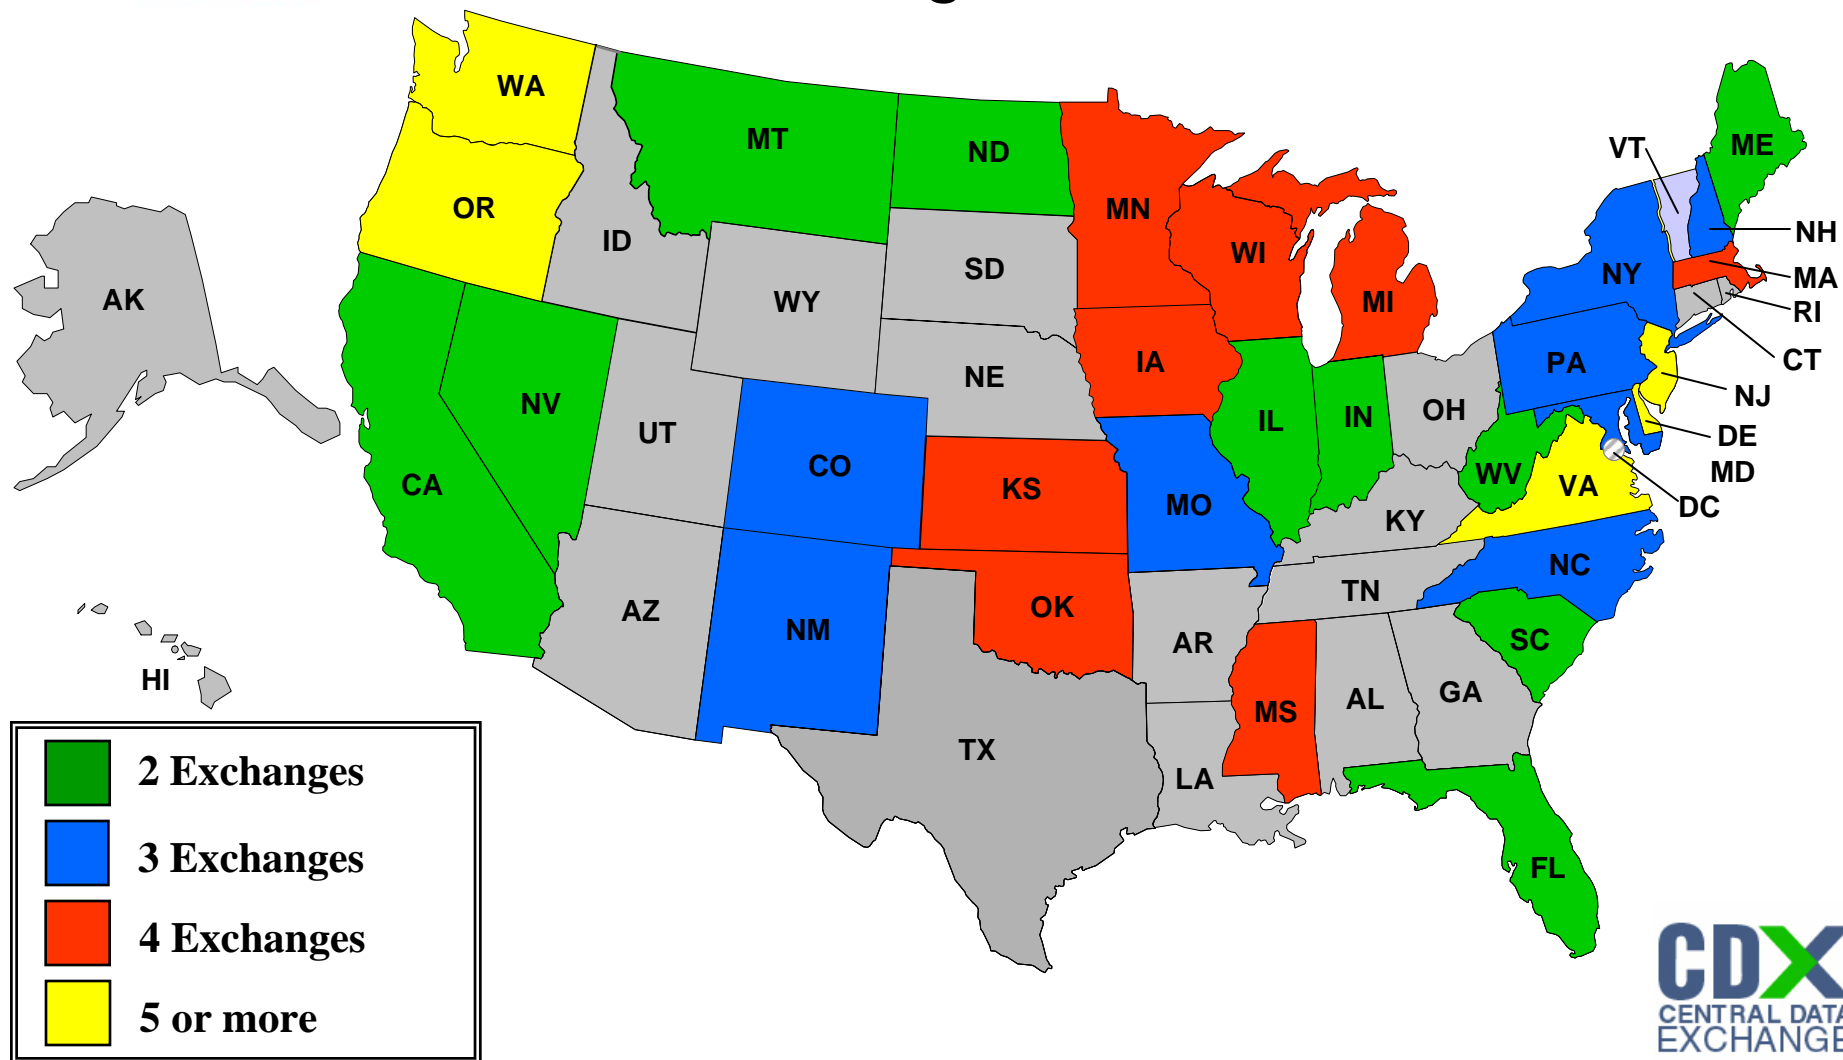 WA
MT
ND
MN
VT
ME
OR
ID
SD
WI
NH
NY
MA
AK
WY
MI
RI
CT
PA
IA
NE
NJ
NV
UT
CO
IL
IN
OH
DE
MD
CA
KS
MO
WV
VA
DC
KY
NC
AZ
NM
OK
TN
AR
SC
HI
MS
AL
GA
TX
LA
FL
2 Exchanges
3 Exchanges
4 Exchanges
5 or more
CDX
CENTRAL DATA
EXCHANGE